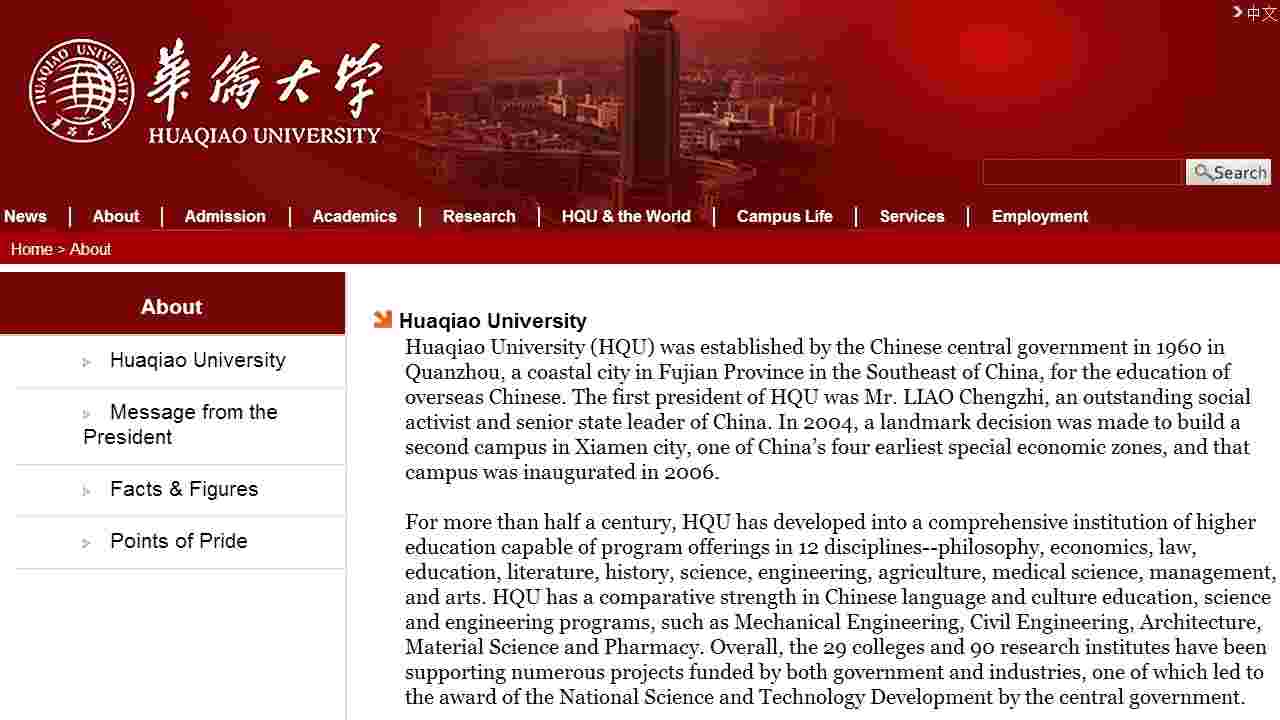 中文
HUAQIAO UNIVERSITY
華僑大学
華僑大学
HUAQIAO UNIVERSITY
Search
News
About
Admission
Academics
Research
HQU & the World
Campus Life
Services
Employment
Home > About
About
Huaqiao University
Message from the
President
Facts & Figures
Points of Pride
Huaqiao University
Huaqiao University (HQU) was established by the Chinese central government in 1960 in
Quanzhou, a coastal city in Fujian Province in the Southeast of China, for the education of
overseas Chinese. The first president of HQU was Mr. LIAO Chengzhi, an outstanding social
activist and senior state leader of China. In 2004, a landmark decision was made to build a
second campus in Xiamen city, one of China’s four earliest special economic zones, and that
campus was inaugurated in 2006.
For more than half a century, HQU has developed into a comprehensive institution of higher
education capable of program offerings in 12 disciplines--philosophy, economics, law,
education, literature, history, science, engineering, agriculture, medical science, management,
and arts. HQU has a comparative strength in Chinese language and culture education, science
and engineering programs, such as Mechanical Engineering, Civil Engineering, Architecture,
Material Science and Pharmacy. Overall, the 29 colleges and 90 research institutes have been
supporting numerous projects funded by both government and industries, one of which led to
the award of the National Science and Technology Development by the central government.